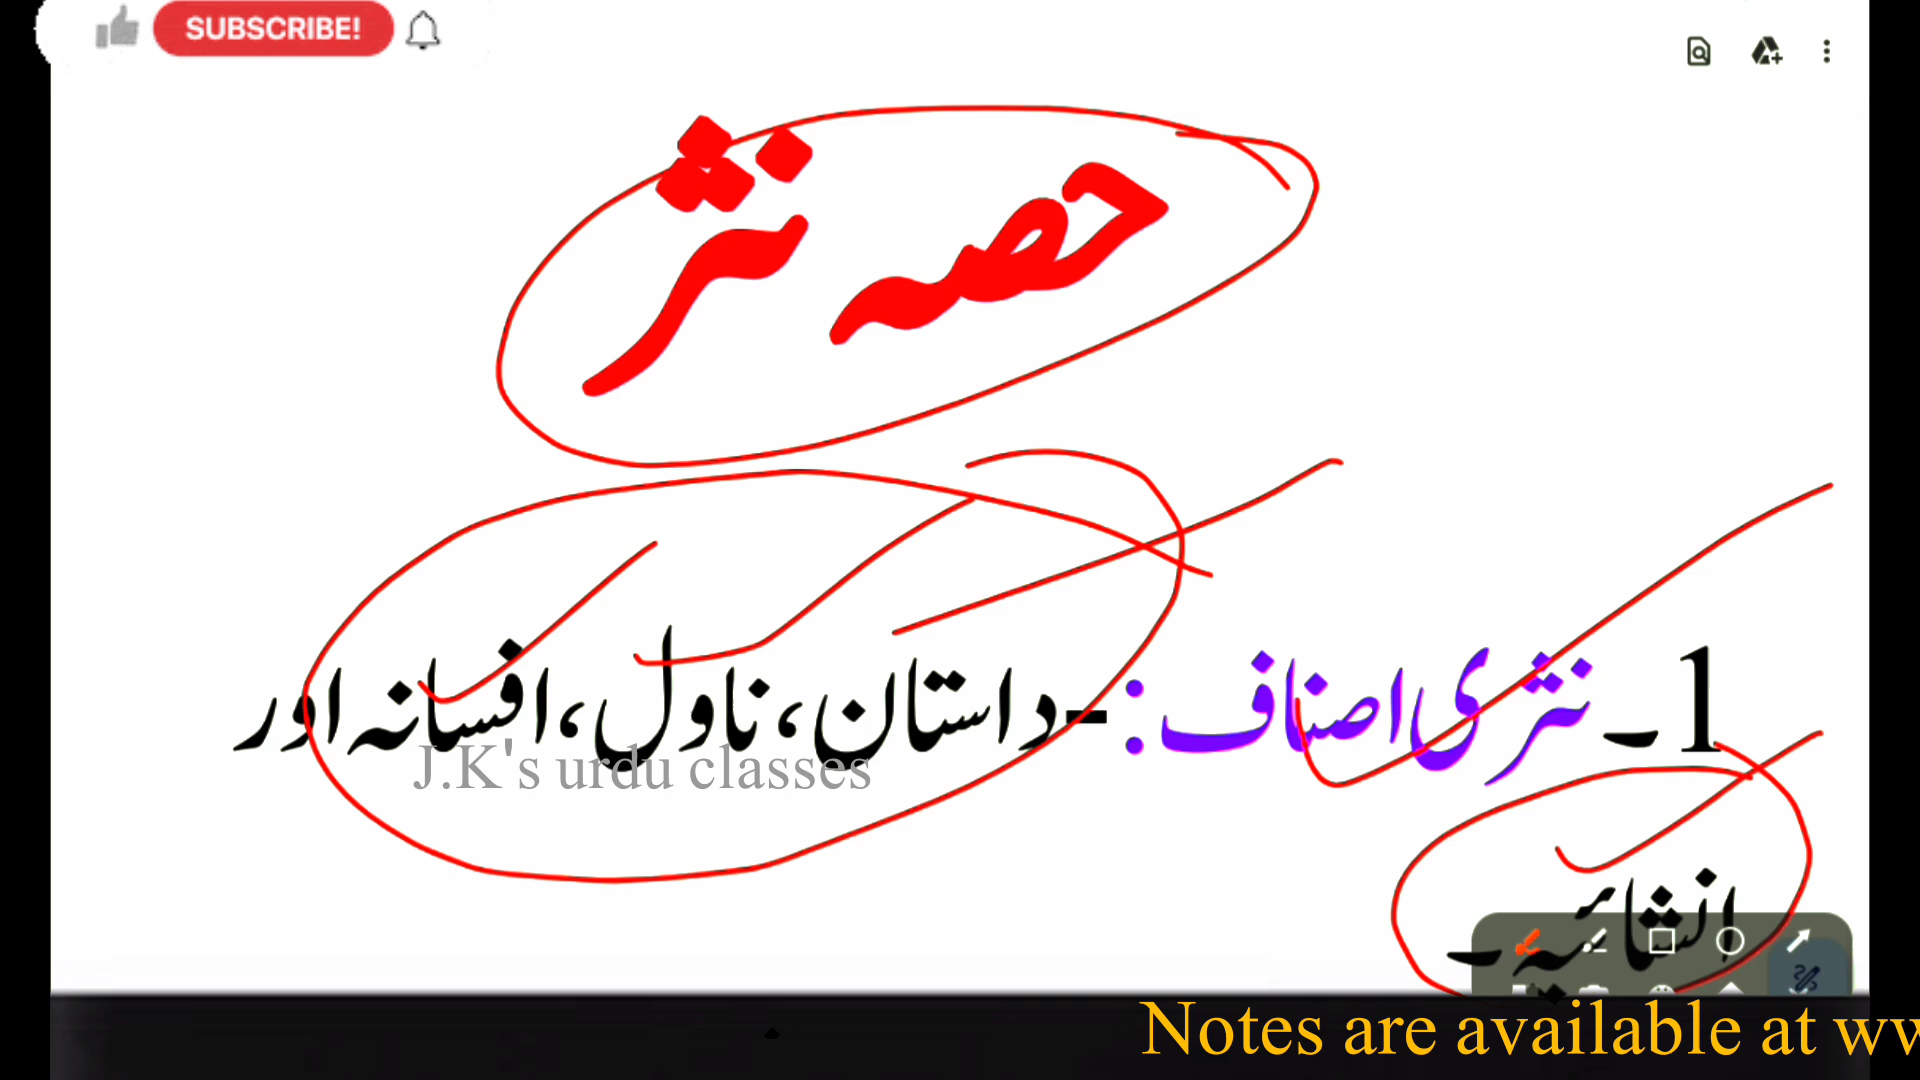 SUBSCRIBE!
حصہ نثر
1۔ نثری اصناف :- داستان، ناول، افسانہ اور
J.K's urdu classes
انشائیہ۔
Notes are available at